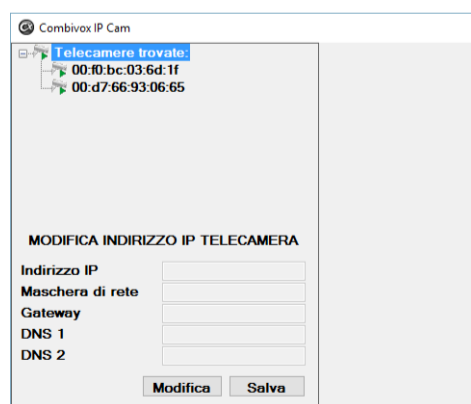 Combivox IP Cam
Telecamere trovate:
00:f0:bc:03:6d:1f
00:d7:66:93:06:65
MODIFICA INDIRIZZO IP TELECAMERA
Indirizzo IP
Maschera di rete
Gateway
DNS 1
DNS 2
Modifica Salva